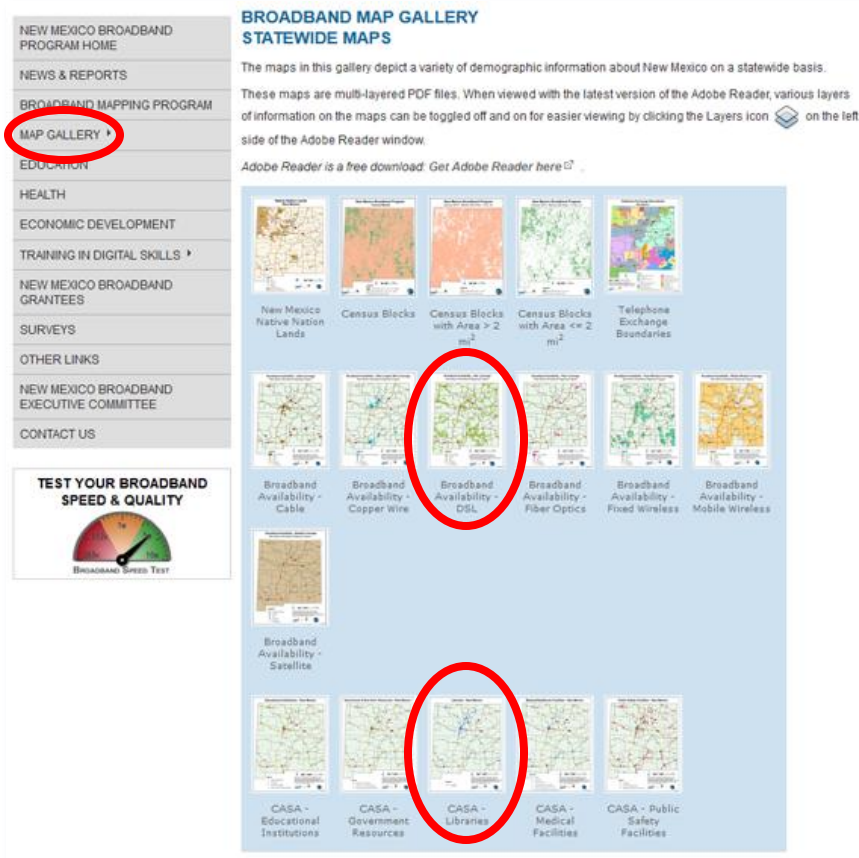 NEW MEXICO BROADBAND
PROGRAM HOME
NEWS & REPORTS
BROADBAND MAPPING PROGRAM
MAP GALLERY
EDUCATION
HEALTH
ECONOMIC DEVELOPMENT
TRAINING IN DIGITAL SKILLS
NEW MEXICO BROADBAND
GRANTEES
SURVEYS
OTHER LINKS
NEW MEXICO BROADBAND
EXECUTIVE COMMITTEE
CONTACT US
TEST YOUR BROADBAND
SPEED & QUALITY
BROADBAND SPEED TEST
BROADBAND MAP GALLERY
STATEWIDE MAPS
The maps in this gallery depict a variety of demographic information about New Mexico on a statewide basis.
These maps are multi-layered PDF files. When viewed with the latest version of the Adobe Reader, various layers
of information on the maps can be toggled off and on for easier viewing by clicking the Layers icon on the left
side of the Adobe Reader window.
Adobe Reader is a free download: Get Adobe Reader here .
New Mexico
Native Nation
Lands
Census Blocks
Census Blocks
with Area > 2
mi²
Census Blocks
with Area <= 2
mi²
Telephone
Exchange
Boundaries
Broadband
Availability -
Cable
Broadband
Availability -
Copper Wire
Broadband
Availability -
DSL
Broadband
Availability -
Fiber Optics
Broadband
Availability -
Fixed Wireless
Broadband
Availability -
Mobile Wireless
Broadband
Availability -
Satellite
CASA -
Educational
Institutions
CASA -
Government
Resources
CASA -
Libraries
CASA -
Medical
Facilities
CASA - Public
Safety
Facilities